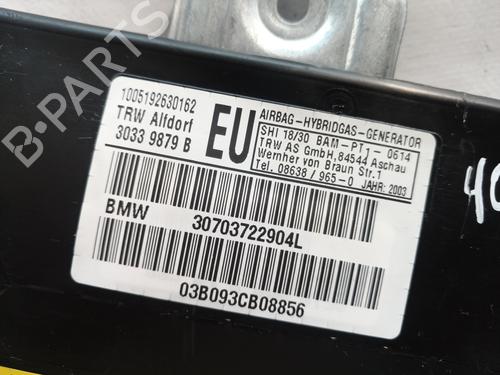 1005192630162
TRW Alfdorf
3033 9879 B
EU
AIRBAG-HYBRIDGAS-GENERATOR
SHI 18/30 BAM-PT1-0614
TRW AS GmbH, 84544 Aschau
Wernher von Braun Str.1
Tel. 08638/965-0 JAHR: 2003
BMW 30703722904L
03B093CB08856
B-PARTS